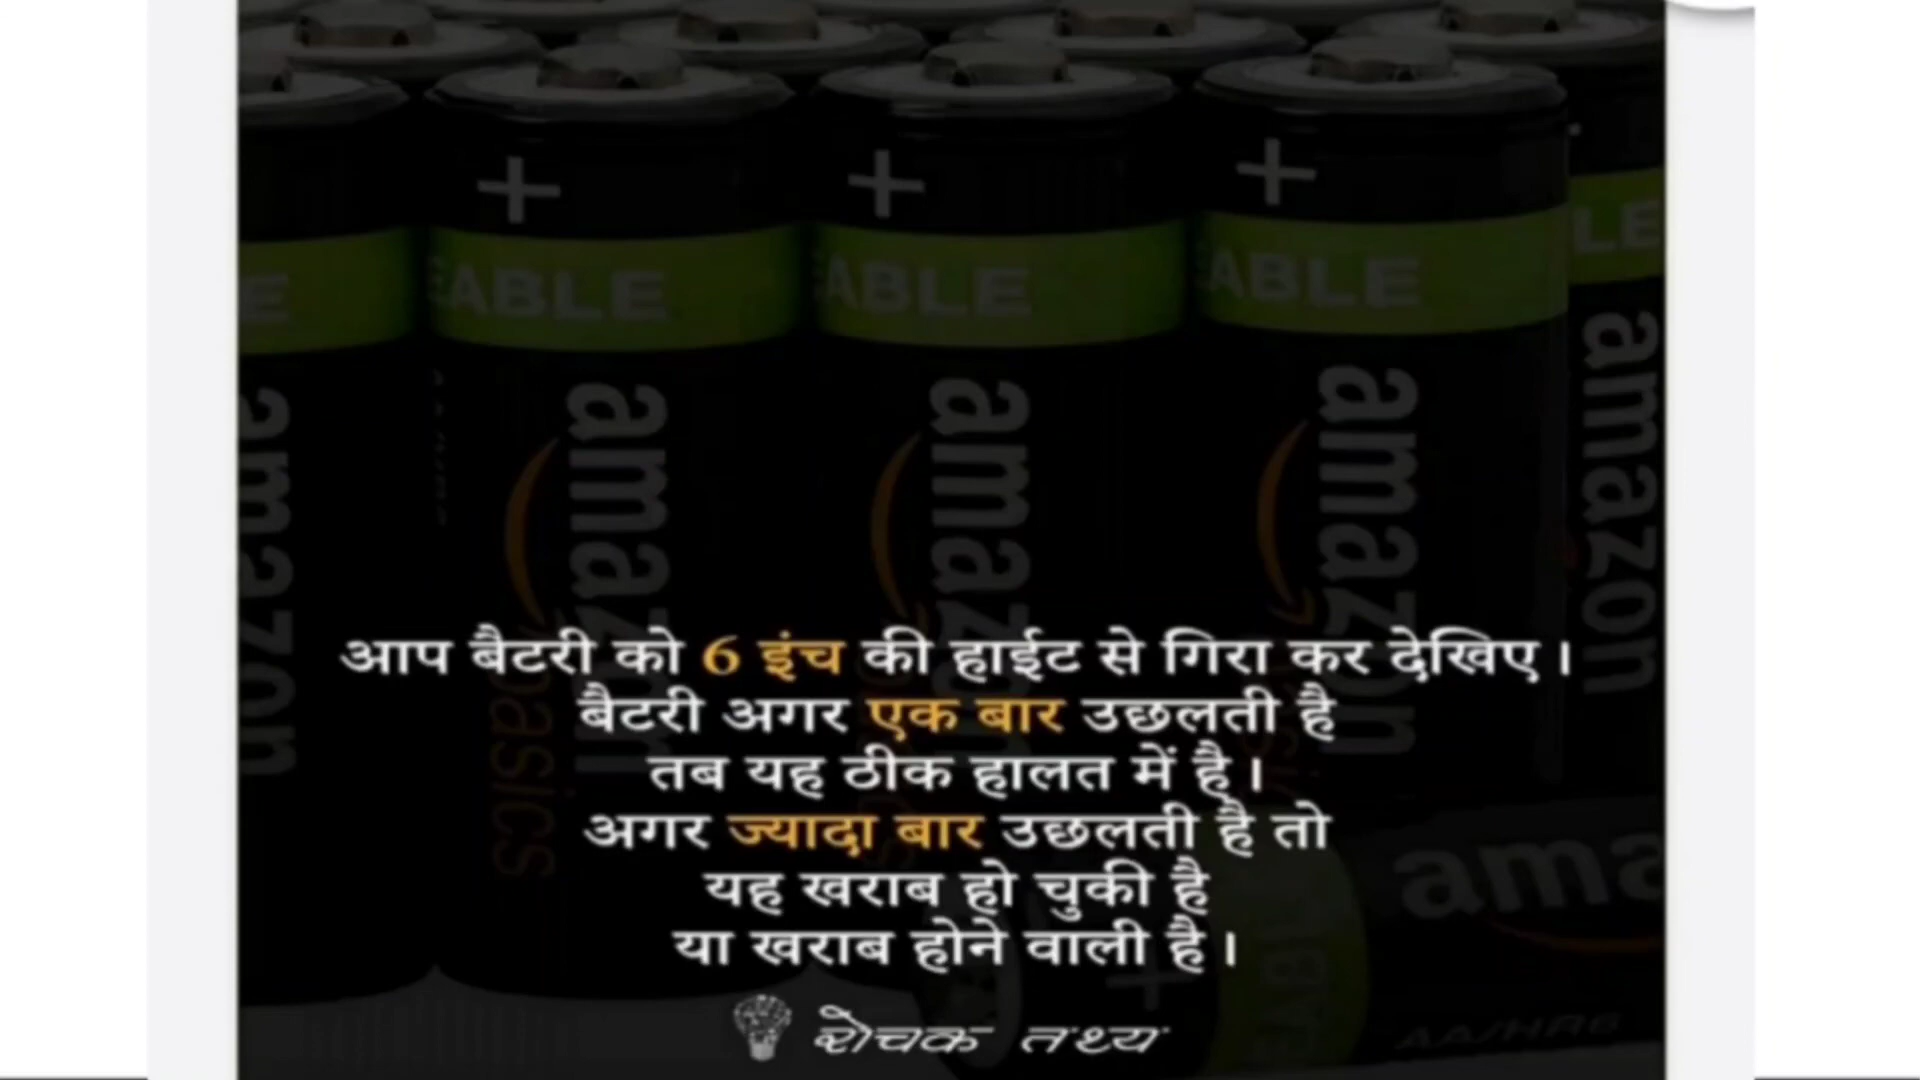 + + +
ABLE ABLE ABLE LE
E
amazon amazon amazon amazon amazon
basics
आप बैटरी को 6 इंच की हाईट से गिरा कर देखिए।
बैटरी अगर एक बार उछलती है
तब यह ठीक हालत में है।
अगर ज्यादा बार उछलती है तो
यह खराब हो चुकी है
या खराब होने वाली है।
ama
रोचक तथ्य